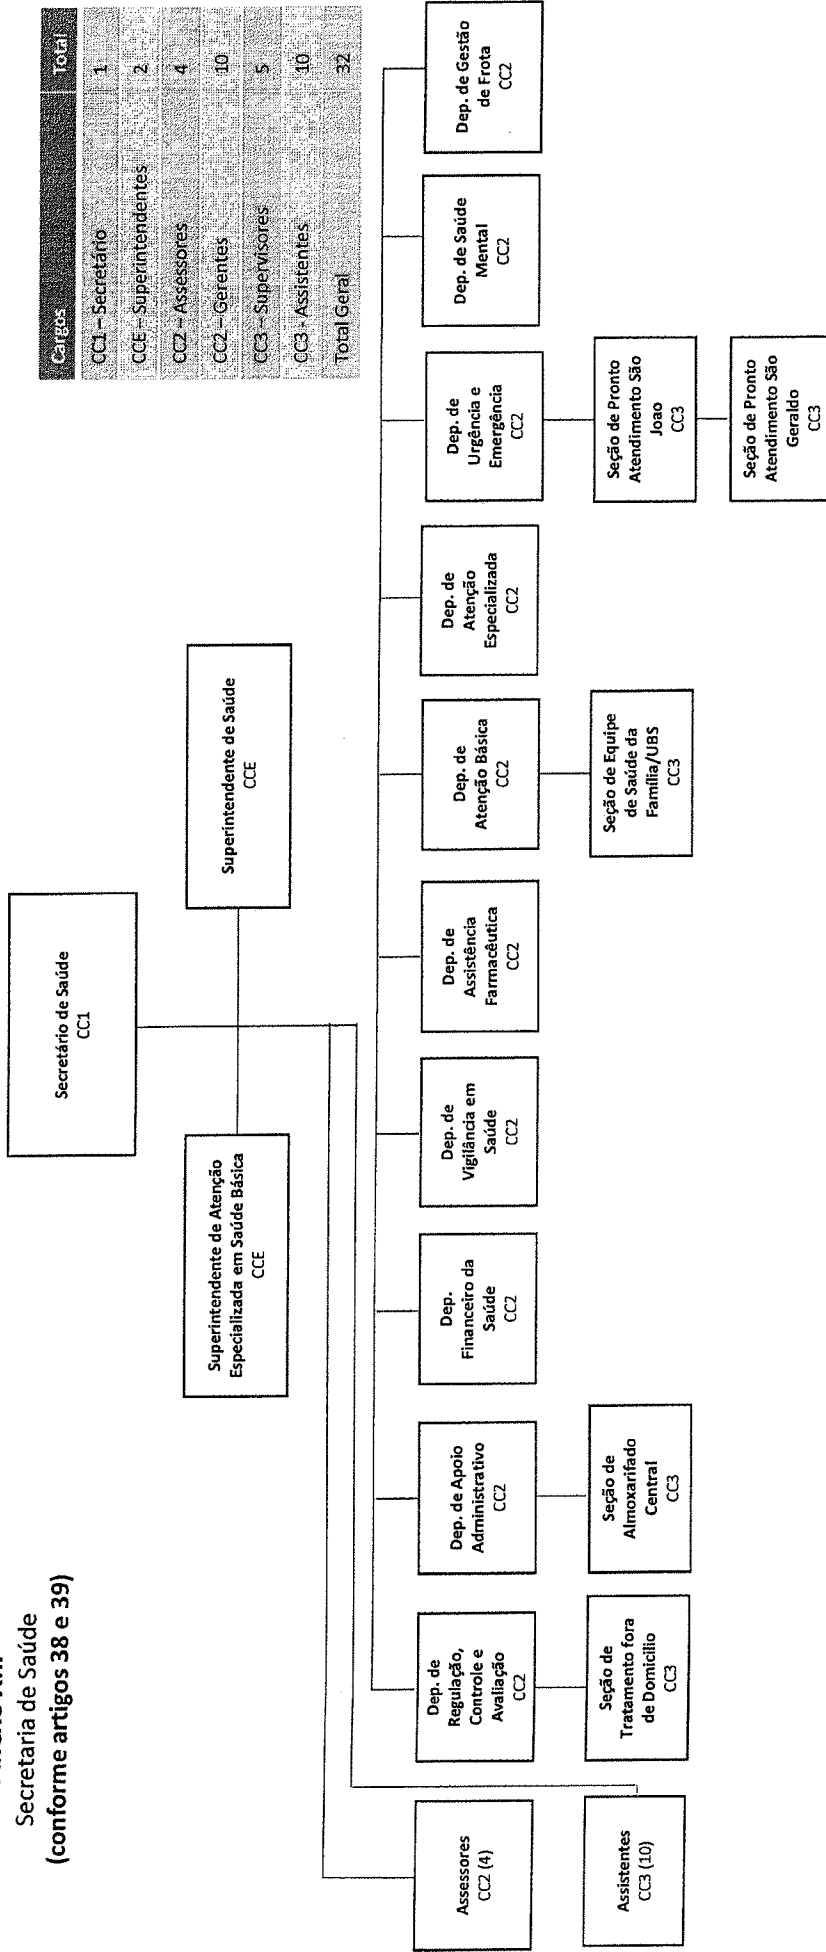 Secretaria de Saúde
(conforme artigos 38 e 39)
Cargos Total
CC1 – Secretário 1
CCE – Superintendentes 2
CC2 – Assessores 4
CC2 – Gerentes 10
CC3 – Supervisores 5
CC3 - Assistentes 10
Total Geral 32
Secretário de Saúde
CC1
Superintendente de Atenção
Especializada em Saúde Básica
CCE
Superintendente de Saúde
CCE
Assessores
CC2 (4)
Assistentes
CC3 (10)
Dep. de
Regulação,
Controle e
Avaliação
CC2
Seção de
Tratamento fora
de Domicílio
CC3
Dep. de Apoio
Administrativo
CC2
Seção de
Almoxarifado
Central
CC3
Dep.
Financeiro da
Saúde
CC2
Dep. de
Vigilância em
Saúde
CC2
Dep. de
Assistência
Farmacêutica
CC2
Dep. de
Atenção Básica
CC2
Seção de Equipe
de Saúde da
Família/UBS
CC3
Dep. de
Atenção
Especializada
CC2
Dep. de
Urgência e
Emergência
CC2
Seção de Pronto
Atendimento São
Joao
CC3
Seção de Pronto
Atendimento São
Geraldo
CC3
Dep. de Saúde
Mental
CC2
Dep. de Gestão
de Frota
CC2